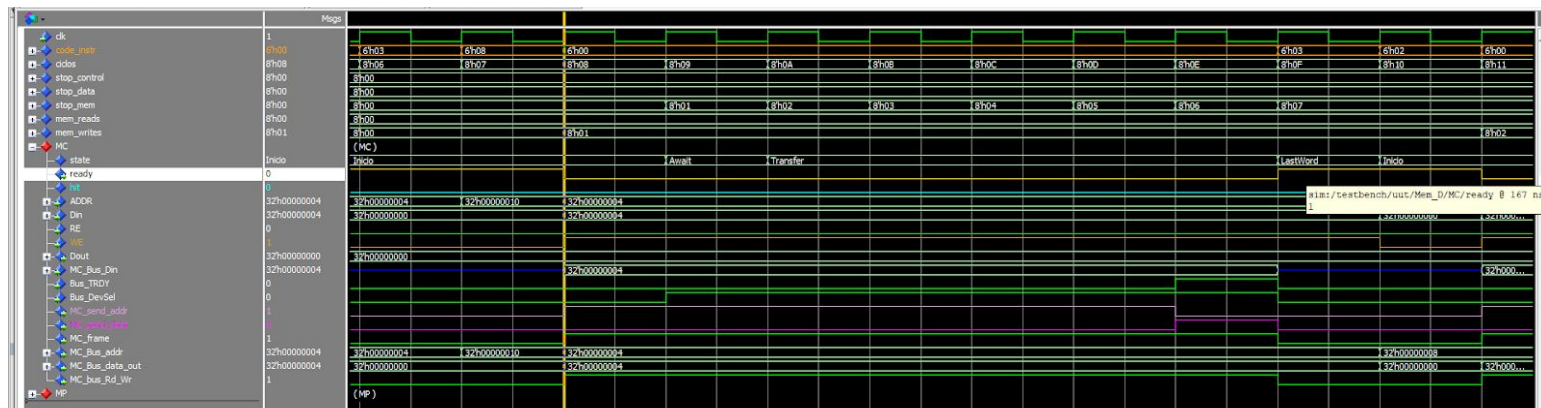 Msgs
clk 1
code_instr 6'h00 6'h03 6'h08 6'h00 6'h03 6'h02 6'h00
ciclos 8'h08 8'h06 8'h07 8'h08 8'h09 8'h0A 8'h0B 8'h0C 8'h0D 8'h0E 8'h0F 8'h10 8'h11
stop_control 8'h00 8'h00
stop_data 8'h00 8'h00
stop_mem 8'h00 8'h00 8'h01 8'h02 8'h03 8'h04 8'h05 8'h06 8'h07
mem_reads 8'h00 8'h00
mem_writes 8'h01 8'h00 8'h01 8'h02
MC (MC)
state Inicio Inicio Await Transfer LastWord Inicio
ready 0
hit 0
sim:/testbench/uut/Mem_D/MC/ready @ 167 ns
1
ADDR 32'h00000004 32'h00000004 32'h00000010 32'h00000004
Din 32'h00000004 32'h00000000 32'h00000004 32'h00000000 32'h000...
RE 0
WE 1
Dout 32'h00000000 32'h00000000
MC_Bus_Din 32'h00000004 32'h00000004 32'h000...
Bus_TRDY 0
Bus_DevSel 0
MC_send_addr 1
MC_frame 1
MC_Bus_addr 32'h00000004 32'h00000004 32'h00000010 32'h00000004 32'h00000008
MC_Bus_data_out 32'h00000004 32'h00000000 32'h00000004 32'h00000000 32'h000...
MC_bus_Rd_Wr 1
MP (MP)